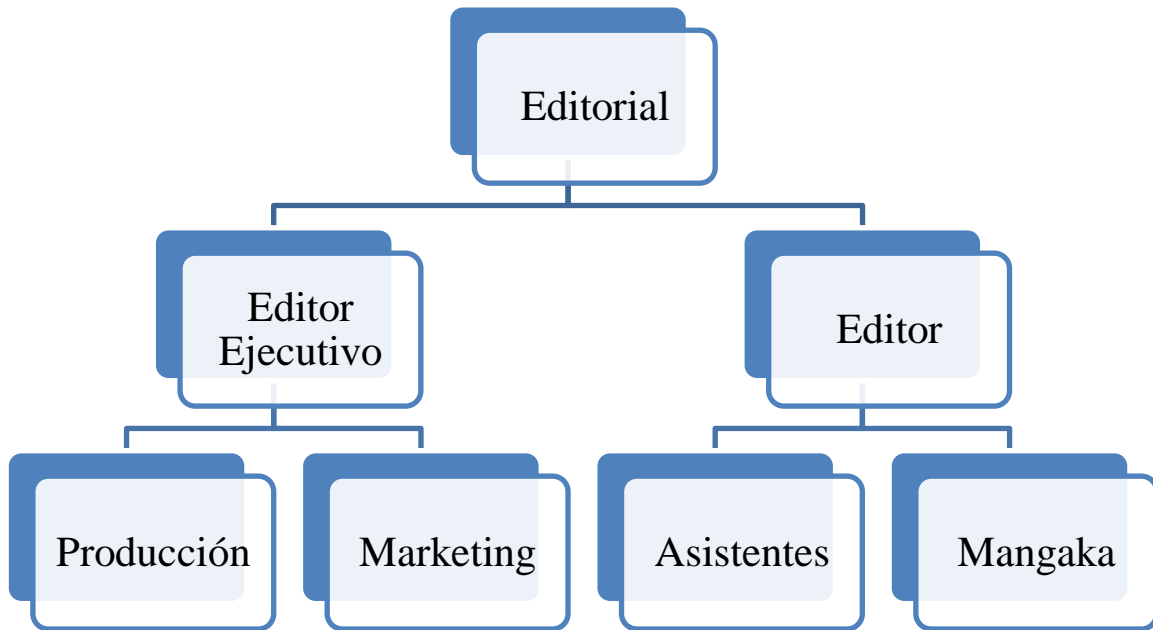 Editorial
Editor
Ejecutivo
Editor
Producción
Marketing
Asistentes
Mangaka